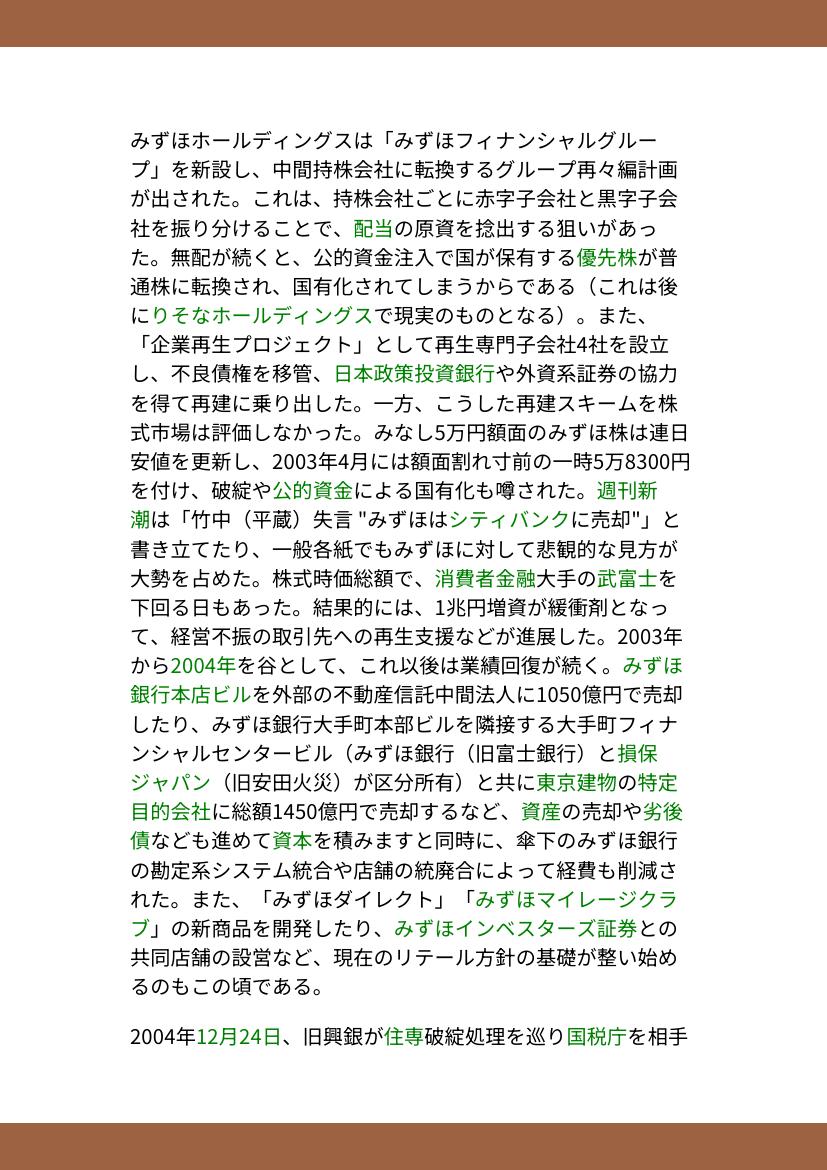 みずほホールディングスは「みずほフィナンシャルグルー
プ」を新設し、中間持株会社に転換するグループ再々編計画
が出された。これは、持株会社ごとに赤字子会社と黒字子会
社を振り分けることで、配当の原資を捻出する狙いがあっ
た。無配が続くと、公的資金注入で国が保有する優先株が普
通株に転換され、国有化されてしまうからである（これは後
にりそなホールディングスで現実のものとなる）。また、
「企業再生プロジェクト」として再生専門子会社4社を設立
し、不良債権を移管、日本政策投資銀行や外資系証券の協力
を得て再建に乗り出した。一方、こうした再建スキームを株
式市場は評価しなかった。みなし5万円額面のみずほ株は連日
安値を更新し、2003年4月には額面割れ寸前の一時5万8300円
を付け、破綻や公的資金による国有化も噂された。週刊新
潮は「竹中（平蔵）失言 "みずほはシティバンクに売却"」と
書き立てたり、一般各紙でもみずほに対して悲観的な見方が
大勢を占めた。株式時価総額で、消費者金融大手の武富士を
下回る日もあった。結果的には、1兆円増資が緩衝剤となっ
て、経営不振の取引先への再生支援などが進展した。2003年
から2004年を谷として、これ以後は業績回復が続く。みずほ
銀行本店ビルを外部の不動産信託中間法人に1050億円で売却
したり、みずほ銀行大手町本部ビルを隣接する大手町フィナ
ンシャルセンタービル（みずほ銀行（旧富士銀行）と損保
ジャパン（旧安田火災）が区分所有）と共に東京建物の特定
目的会社に総額1450億円で売却するなど、資産の売却や劣後
債なども進めて資本を積みますと同時に、傘下のみずほ銀行
の勘定系システム統合や店舗の統廃合によって経費も削減さ
れた。また、「みずほダイレクト」「みずほマイレージクラ
ブ」の新商品を開発したり、みずほインベスターズ証券との
共同店舗の設営など、現在のリテール方針の基礎が整い始め
るのもこの頃である。
2004年12月24日、旧興銀が住専破綻処理を巡り国税庁を相手